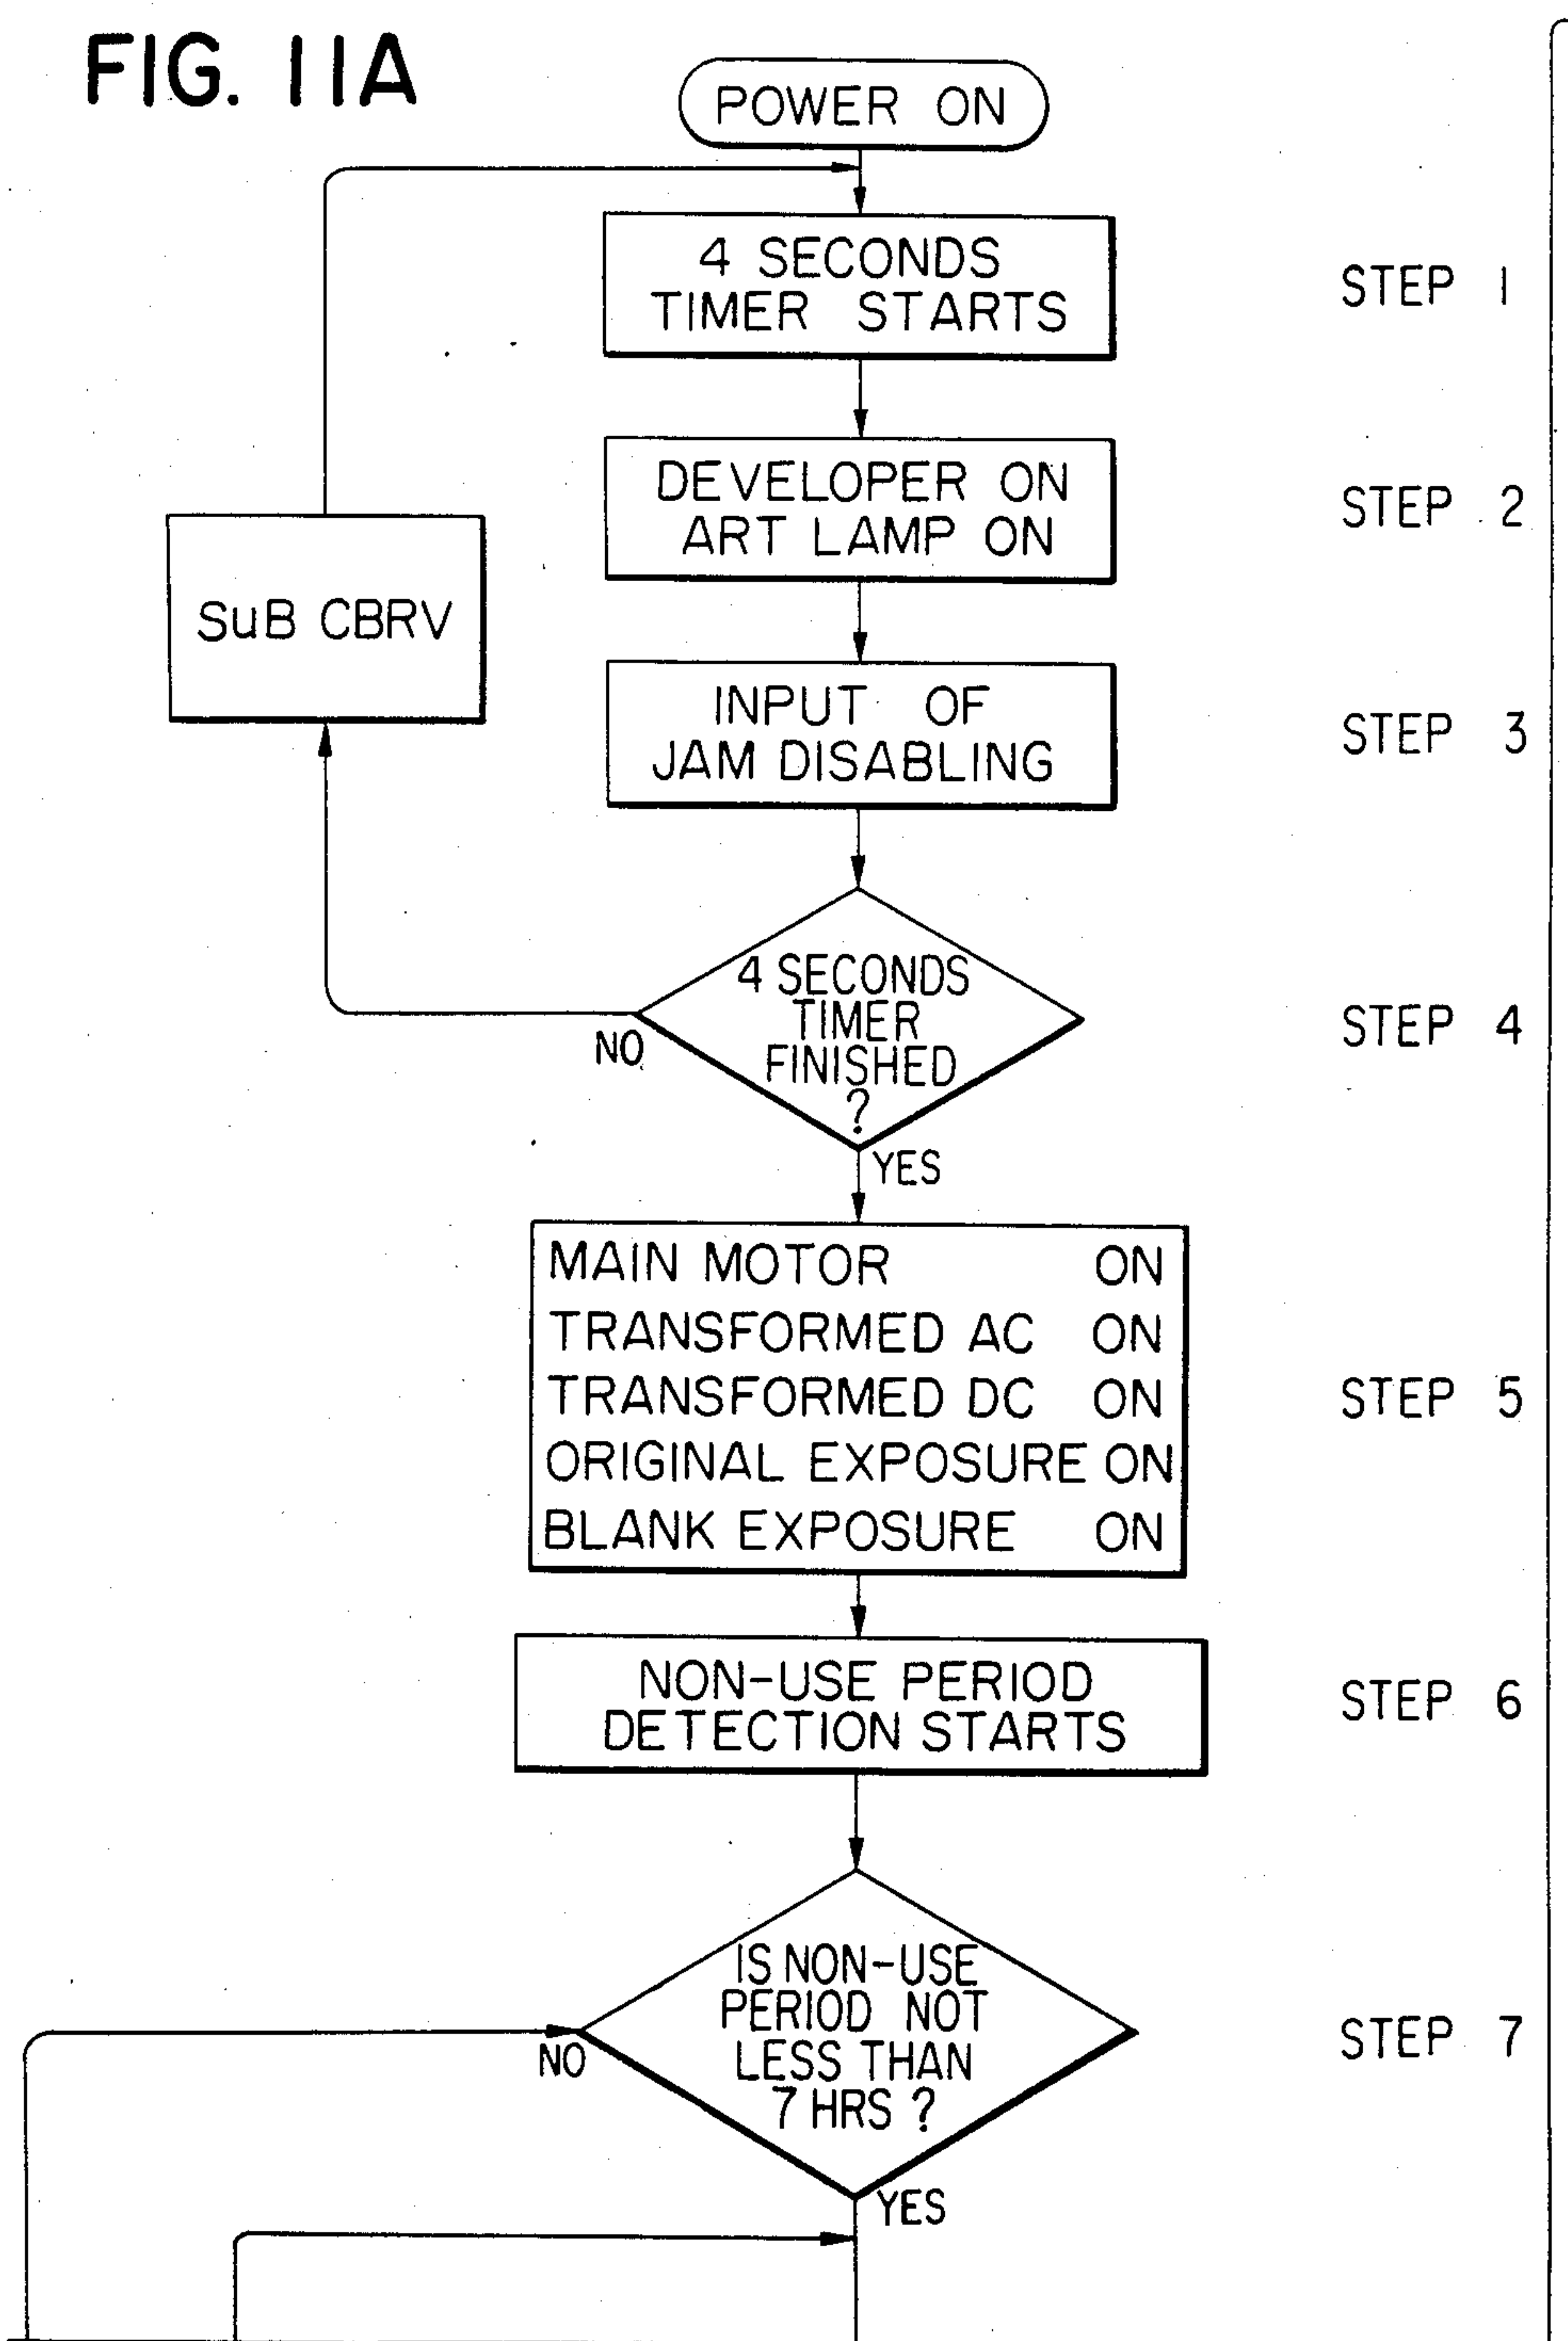 FIG. 11A
POWER ON
4 SECONDS
TIMER STARTS
STEP 1
DEVELOPER ON
ART LAMP ON
STEP 2
SuB CBRV
INPUT OF
JAM DISABLING
STEP 3
4 SECONDS
TIMER
FINISHED
?
NO
STEP 4
YES
MAIN MOTOR ON
TRANSFORMED AC ON
TRANSFORMED DC ON
ORIGINAL EXPOSURE ON
BLANK EXPOSURE ON
STEP 5
NON-USE PERIOD
DETECTION STARTS
STEP 6
IS NON-USE
PERIOD NOT
LESS THAN
7 HRS ?
NO
STEP 7
YES